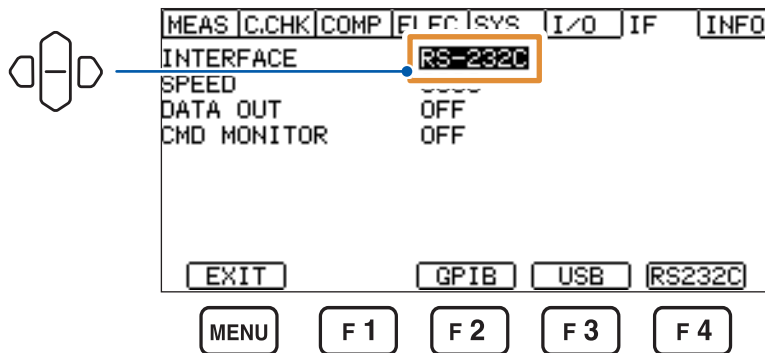 MEAS C.CHK COMP ELEC SYS I/O IF INFO
INTERFACE RS-232C
SPEED
DATA OUT OFF
CMD MONITOR OFF
EXIT GPIB USB RS232C
MENU F 1 F 2 F 3 F 4